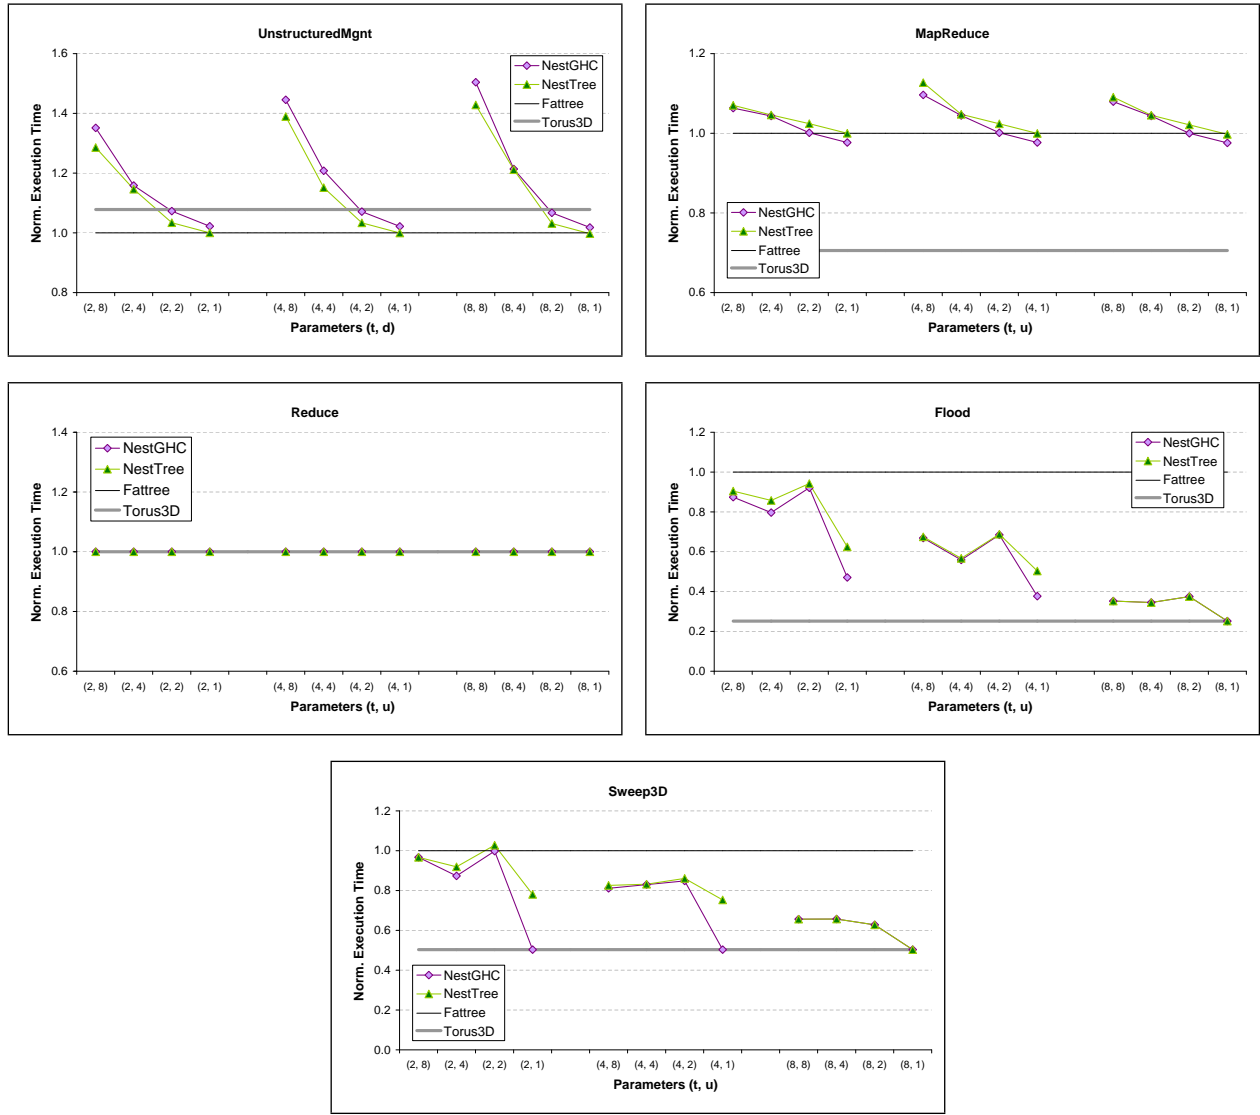 UnstructuredMgnt
Norm. Execution Time
1.6
1.4
1.2
1.0
0.8
NestGHC
NestTree
Fattree
Torus3D
(2, 8) (2, 4) (2, 2) (2, 1) (4, 8) (4, 4) (4, 2) (4, 1) (8, 8) (8, 4) (8, 2) (8, 1)
Parameters (t, d)
MapReduce
Norm. Execution Time
1.2
1.0
0.8
0.6
NestGHC
NestTree
Fattree
Torus3D
(2, 8) (2, 4) (2, 2) (2, 1) (4, 8) (4, 4) (4, 2) (4, 1) (8, 8) (8, 4) (8, 2) (8, 1)
Parameters (t, u)
Reduce
Norm. Execution Time
1.4
1.2
1.0
0.8
0.6
NestGHC
NestTree
Fattree
Torus3D
(2, 8) (2, 4) (2, 2) (2, 1) (4, 8) (4, 4) (4, 2) (4, 1) (8, 8) (8, 4) (8, 2) (8, 1)
Parameters (t, u)
Flood
Norm. Execution Time
1.2
1.0
0.8
0.6
0.4
0.2
0.0
NestGHC
NestTree
Fattree
Torus3D
(2, 8) (2, 4) (2, 2) (2, 1) (4, 8) (4, 4) (4, 2) (4, 1) (8, 8) (8, 4) (8, 2) (8, 1)
Parameters (t, u)
Sweep3D
Norm. Execution Time
1.2
1.0
0.8
0.6
0.4
0.2
0.0
NestGHC
NestTree
Fattree
Torus3D
(2, 8) (2, 4) (2, 2) (2, 1) (4, 8) (4, 4) (4, 2) (4, 1) (8, 8) (8, 4) (8, 2) (8, 1)
Parameters (t, u)